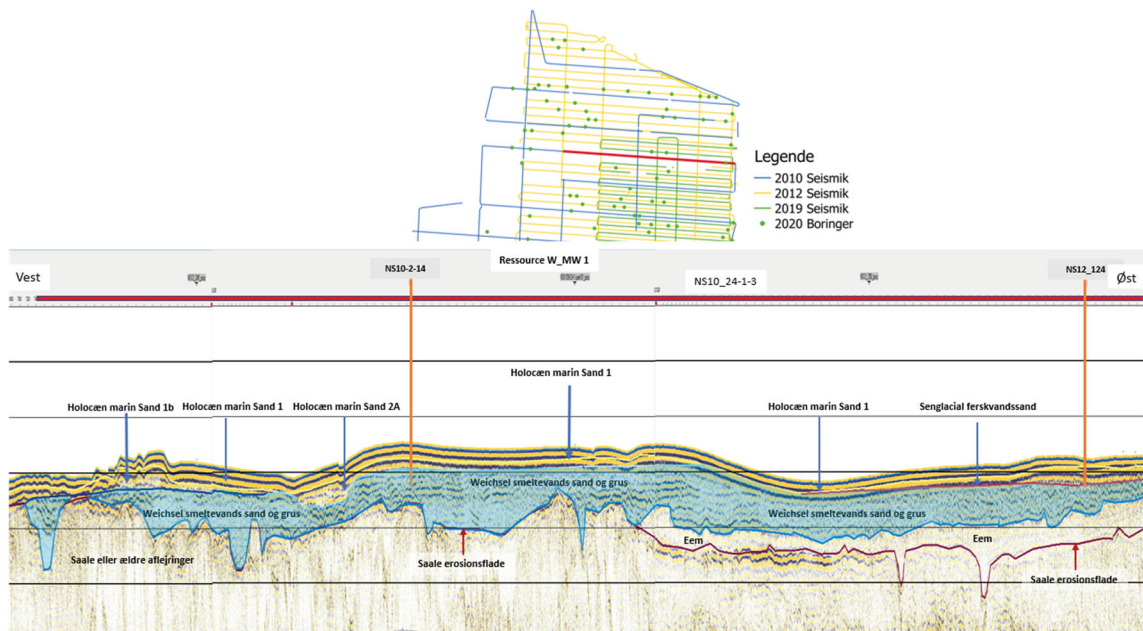 Legende
2010 Seismik
2012 Seismik
2019 Seismik
2020 Boringer
Vest
NS10-2-14
Ressource W_MW 1
NS10_24-1-3
NS12_124
Øst
Holocæn marin Sand 1
Holocæn marin Sand 1b
Holocæn marin Sand 1
Holocæn marin Sand 2A
Holocæn marin Sand 1
Senglacial ferskvandssand
Weichsel smeltevands sand og grus
Weichsel smeltevands sand og grus
Weichsel smeltevands sand og grus
Eem
Eem
Saale eller ældre aflejringer
Saale erosionsflade
Saale erosionsflade